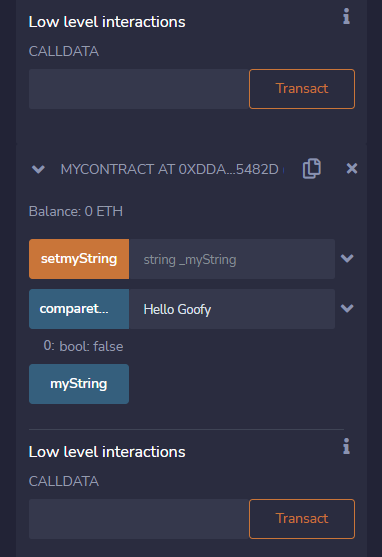 Low level interactions
CALLDATA
Transact
MYCONTRACT AT 0XDDA...5482D
Balance: 0 ETH
setmyString string _myString
comparet... Hello Goofy
0: bool: false
myString
Low level interactions
CALLDATA
Transact